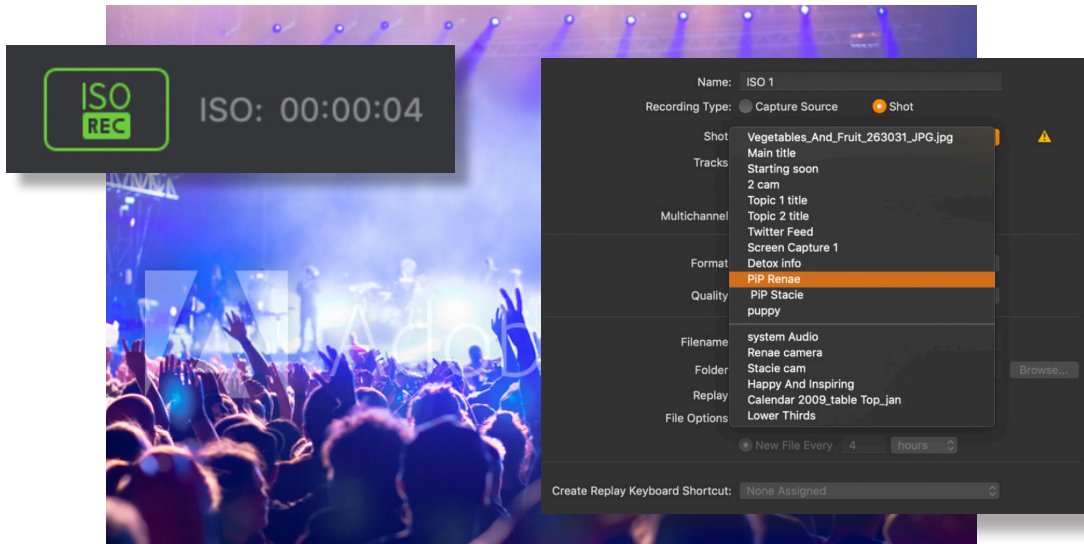 ISO
REC
ISO: 00:00:04
Name: ISO 1
Recording Type: Capture Source Shot
Shot
Vegetables_And_Fruit_263031_JPG.jpg
Main title
Starting soon
Tracks
2 cam
Topic 1 title
Topic 2 title
Multichannel
Twitter Feed
Screen Capture 1
Detox info
Format
PiP Renae
PiP Stacie
Quality
puppy
system Audio
Filename
Renae camera
Stacie cam
Folder
Browse...
Happy And Inspiring
Replay
Calendar 2009_table Top_jan
Lower Thirds
File Options
New File Every 4 hours
Create Replay Keyboard Shortcut: None Assigned
Adob